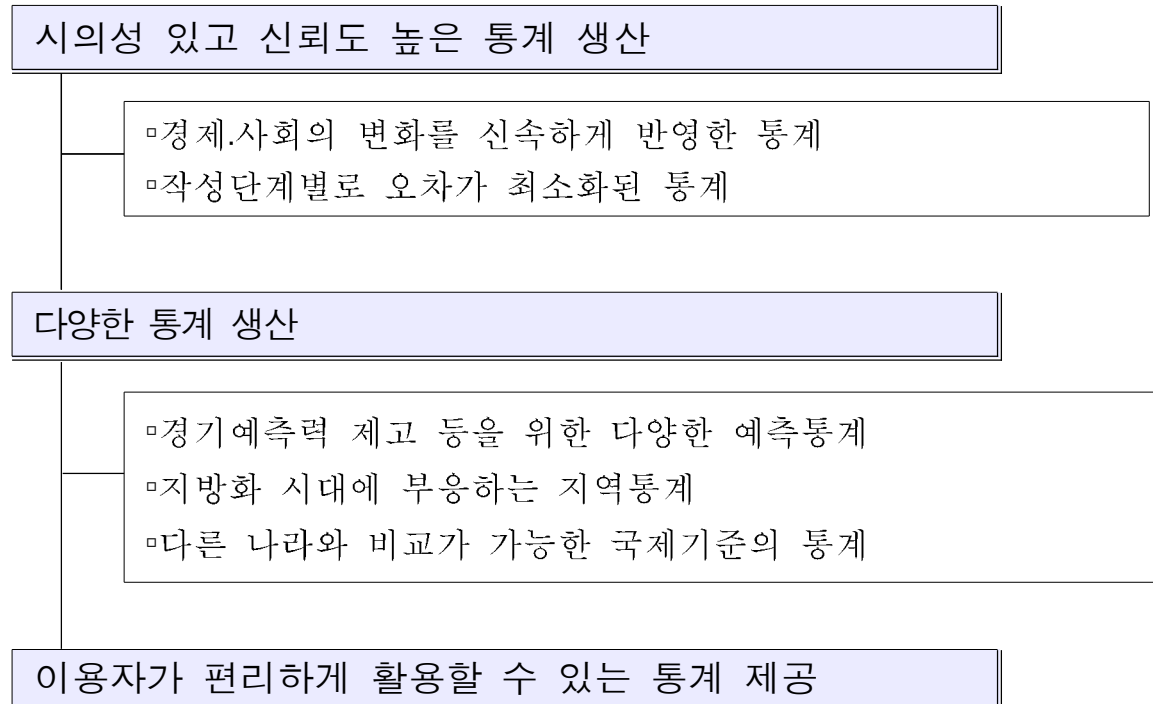 시의성 있고 신뢰도 높은 통계 생산
▫경제.사회의 변화를 신속하게 반영한 통계
▫작성단계별로 오차가 최소화된 통계
다양한 통계 생산
▫경기예측력 제고 등을 위한 다양한 예측통계
▫지방화 시대에 부응하는 지역통계
▫다른 나라와 비교가 가능한 국제기준의 통계
이용자가 편리하게 활용할 수 있는 통계 제공